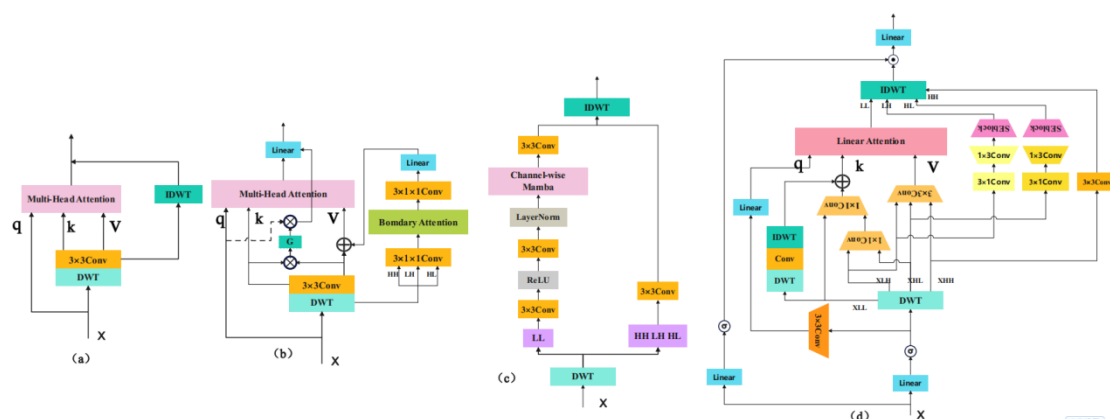 Multi-Head Attention
IDWT
q
k
V
3×3Conv
DWT
X
(a)
Linear
Linear
3×1×1Conv
Multi-Head Attention
Bomdary Attention
q
k
V
G
3×1×1Conv
HH
LH
HL
3×3Conv
DWT
X
(b)
IDWT
3×3Conv
Channel-wise
Mamba
LayerNorm
3×3Conv
ReLU
3×3Conv
3×3Conv
LL
HH LH HL
DWT
X
(c)
Linear
IDWT
HH
LL
LH
HL
SEblock
SEblock
Linear Attention
1×3Conv
1×3Conv
q
k
V
3×1Conv
3×1Conv
3×3Conv
Linear
1×1Conv
3×3Conv
1×1Conv
IDWT
Conv
DWT
XLL
XLH
XHL
XHH
DWT
3×3Conv
σ
σ
Linear
Linear
X
(d)